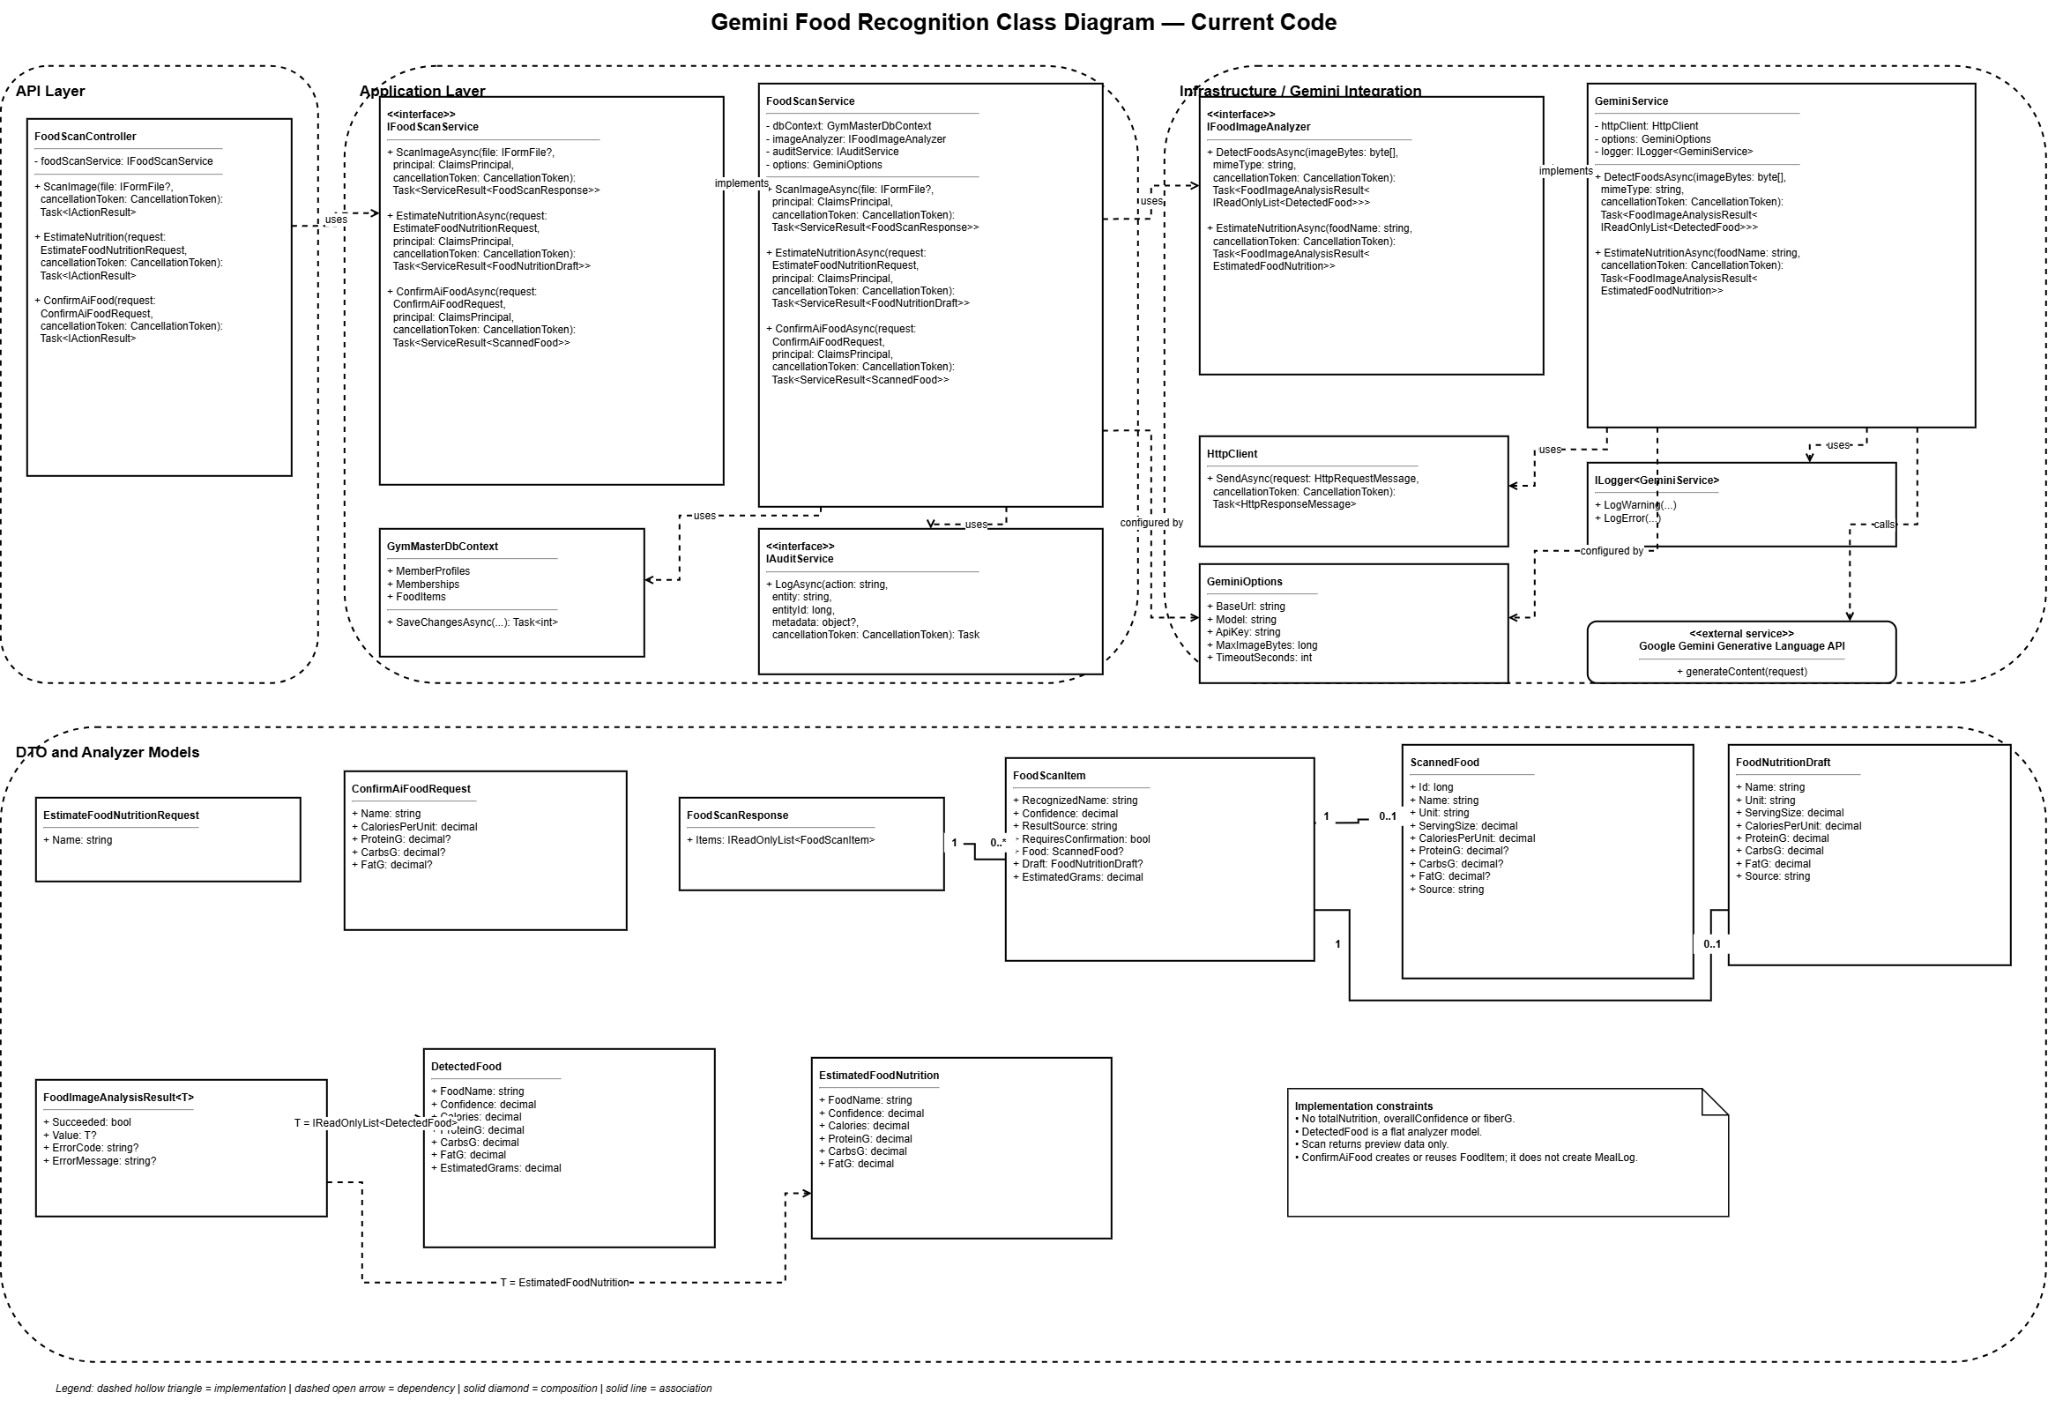 Gemini Food Recognition Class Diagram — Current Code
API Layer
FoodScanController
- foodScanService: IFoodScanService
+ ScanImage(file: IFormFile?,
cancellationToken: CancellationToken):
Task<IActionResult>
+ EstimateNutrition(request:
EstimateFoodNutritionRequest,
cancellationToken: CancellationToken):
Task<IActionResult>
+ ConfirmAiFood(request:
ConfirmAiFoodRequest,
cancellationToken: CancellationToken):
Task<IActionResult>
uses
Application Layer
<<interface>>
IFoodScanService
+ ScanImageAsync(file: IFormFile?,
principal: ClaimsPrincipal,
cancellationToken: CancellationToken):
Task<ServiceResult<FoodScanResponse>>
+ EstimateNutritionAsync(request:
EstimateFoodNutritionRequest,
principal: ClaimsPrincipal,
cancellationToken: CancellationToken):
Task<ServiceResult<FoodNutritionDraft>>
+ ConfirmAiFoodAsync(request:
ConfirmAiFoodRequest,
principal: ClaimsPrincipal,
cancellationToken: CancellationToken):
Task<ServiceResult<ScannedFood>>
implements
FoodScanService
- dbContext: GymMasterDbContext
- imageAnalyzer: IFoodImageAnalyzer
- auditService: IAuditService
- options: GeminiOptions
+ ScanImageAsync(file: IFormFile?,
principal: ClaimsPrincipal,
cancellationToken: CancellationToken):
Task<ServiceResult<FoodScanResponse>>
+ EstimateNutritionAsync(request:
EstimateFoodNutritionRequest,
principal: ClaimsPrincipal,
cancellationToken: CancellationToken):
Task<ServiceResult<FoodNutritionDraft>>
+ ConfirmAiFoodAsync(request:
ConfirmAiFoodRequest,
principal: ClaimsPrincipal,
cancellationToken: CancellationToken):
Task<ServiceResult<ScannedFood>>
uses
uses
GymMasterDbContext
+ MemberProfiles
+ Memberships
+ FoodItems
+ SaveChangesAsync(...): Task<int>
<<interface>>
IAuditService
+ LogAsync(action: string,
entity: string,
entityId: long,
metadata: object?,
cancellationToken: CancellationToken): Task
uses
configured by
Infrastructure / Gemini Integration
<<interface>>
IFoodImageAnalyzer
+ DetectFoodsAsync(imageBytes: byte[],
mimeType: string,
cancellationToken: CancellationToken):
Task<FoodImageAnalysisResult<
IReadOnlyList<DetectedFood>>>
+ EstimateNutritionAsync(foodName: string,
cancellationToken: CancellationToken):
Task<FoodImageAnalysisResult<
EstimatedFoodNutrition>>
implements
GeminiService
- httpClient: HttpClient
- options: GeminiOptions
- logger: ILogger<GeminiService>
+ DetectFoodsAsync(imageBytes: byte[],
mimeType: string,
cancellationToken: CancellationToken):
Task<FoodImageAnalysisResult<
IReadOnlyList<DetectedFood>>>
+ EstimateNutritionAsync(foodName: string,
cancellationToken: CancellationToken):
Task<FoodImageAnalysisResult<
EstimatedFoodNutrition>>
uses
uses
HttpClient
+ SendAsync(request: HttpRequestMessage,
cancellationToken: CancellationToken):
Task<HttpResponseMessage>
ILogger<GeminiService>
+ LogWarning(...)
+ LogError(...)
calls
configured by
GeminiOptions
+ BaseUrl: string
+ Model: string
+ ApiKey: string
+ MaxImageBytes: long
+ TimeoutSeconds: int
<<external service>>
Google Gemini Generative Language API
+ generateContent(request)
DTO and Analyzer Models
EstimateFoodNutritionRequest
+ Name: string
ConfirmAiFoodRequest
+ Name: string
+ CaloriesPerUnit: decimal
+ ProteinG: decimal?
+ CarbsG: decimal?
+ FatG: decimal?
FoodScanResponse
+ Items: IReadOnlyList<FoodScanItem>
1
0..*
FoodScanItem
+ RecognizedName: string
+ Confidence: decimal
+ ResultSource: string
+ RequiresConfirmation: bool
+ Food: ScannedFood?
+ Draft: FoodNutritionDraft?
+ EstimatedGrams: decimal
1
0..1
ScannedFood
+ Id: long
+ Name: string
+ Unit: string
+ ServingSize: decimal
+ CaloriesPerUnit: decimal
+ ProteinG: decimal?
+ CarbsG: decimal?
+ FatG: decimal?
+ Source: string
1
0..1
FoodNutritionDraft
+ Name: string
+ Unit: string
+ ServingSize: decimal
+ CaloriesPerUnit: decimal
+ ProteinG: decimal
+ CarbsG: decimal
+ FatG: decimal
+ Source: string
FoodImageAnalysisResult<T>
+ Succeeded: bool
+ Value: T?
+ ErrorCode: string?
+ ErrorMessage: string?
T = IReadOnlyList<DetectedFood>
DetectedFood
+ FoodName: string
+ Confidence: decimal
+ Calories: decimal
+ ProteinG: decimal
+ CarbsG: decimal
+ FatG: decimal
+ EstimatedGrams: decimal
EstimatedFoodNutrition
+ FoodName: string
+ Confidence: decimal
+ Calories: decimal
+ ProteinG: decimal
+ CarbsG: decimal
+ FatG: decimal
T = EstimatedFoodNutrition
Implementation constraints
• No totalNutrition, overallConfidence or fiberG.
• DetectedFood is a flat analyzer model.
• Scan returns preview data only.
• ConfirmAiFood creates or reuses FoodItem; it does not create MealLog.
Legend: dashed hollow triangle = implementation | dashed open arrow = dependency | solid diamond = composition | solid line = association